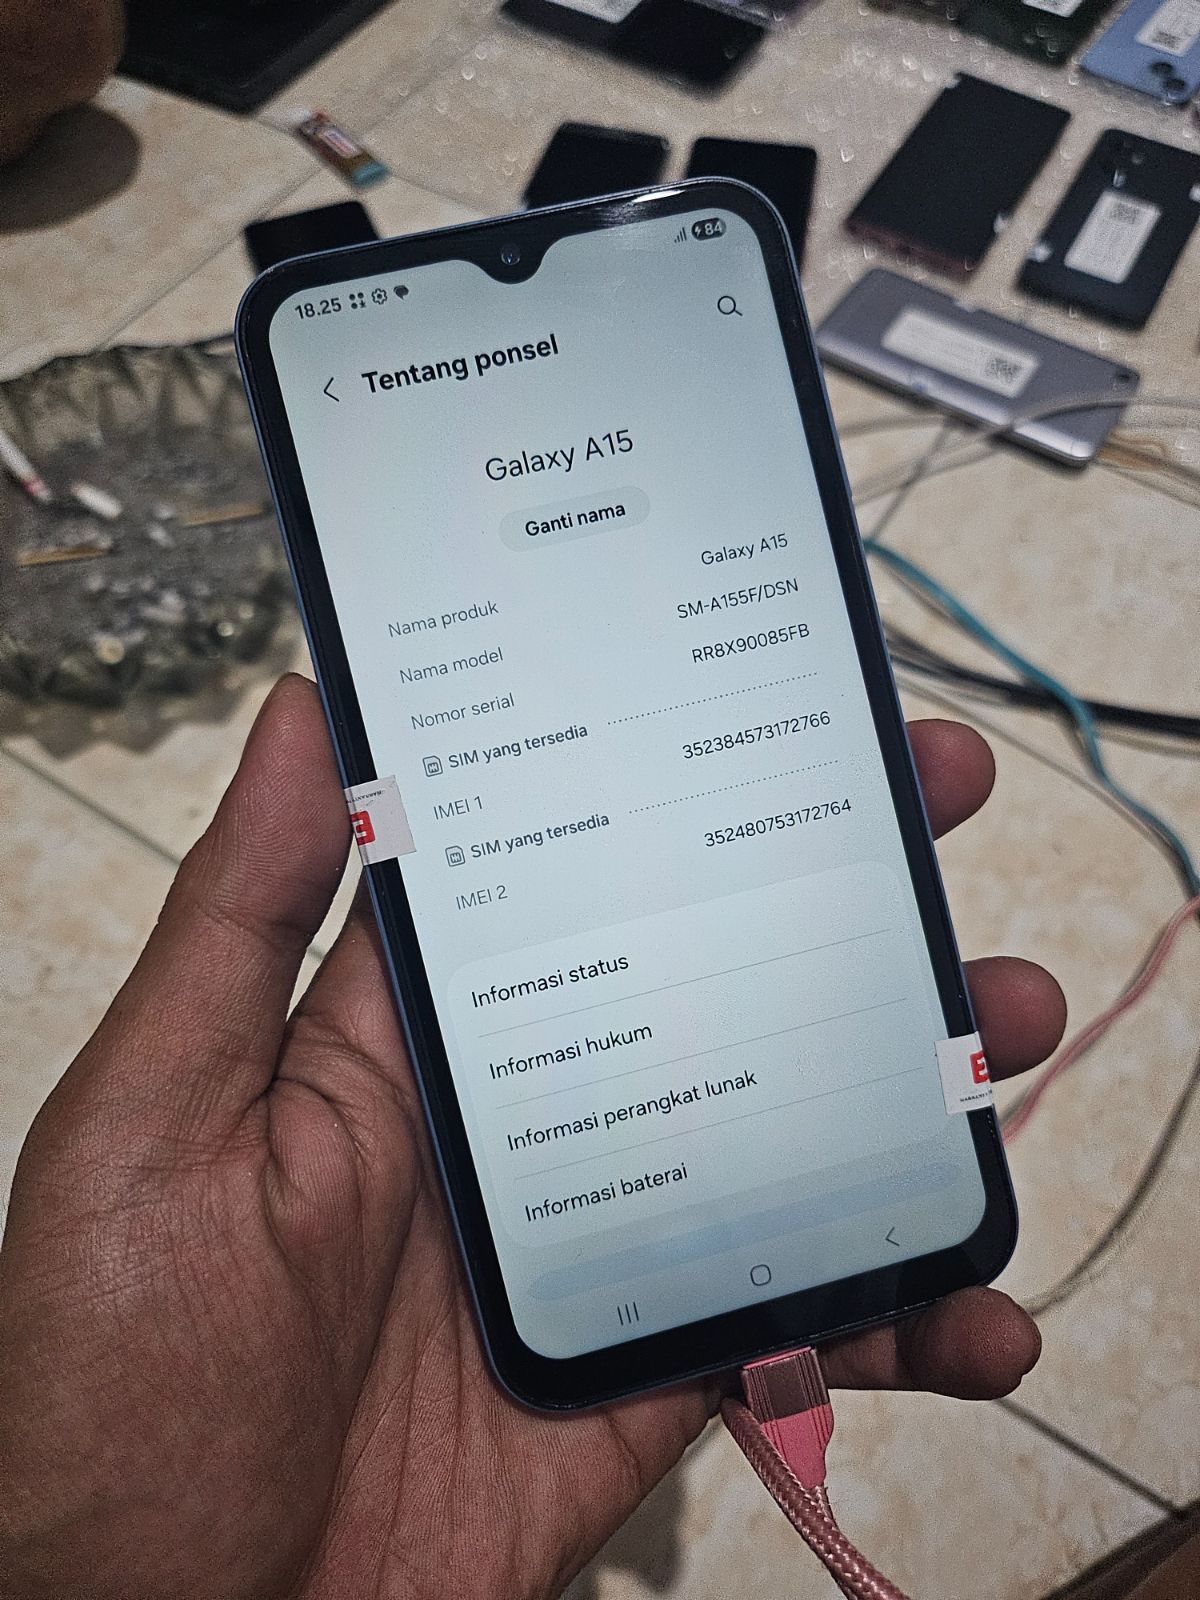 18.25
84
Tentang ponsel
Galaxy A15
Ganti nama
Nama produk Galaxy A15
Nama model SM-A155F/DSN
Nomor serial RR8X90085FB
SIM yang tersedia
IMEI 1 352384573172766
SIM yang tersedia
IMEI 2 352480753172764
Informasi status
Informasi hukum
Informasi perangkat lunak
Informasi baterai